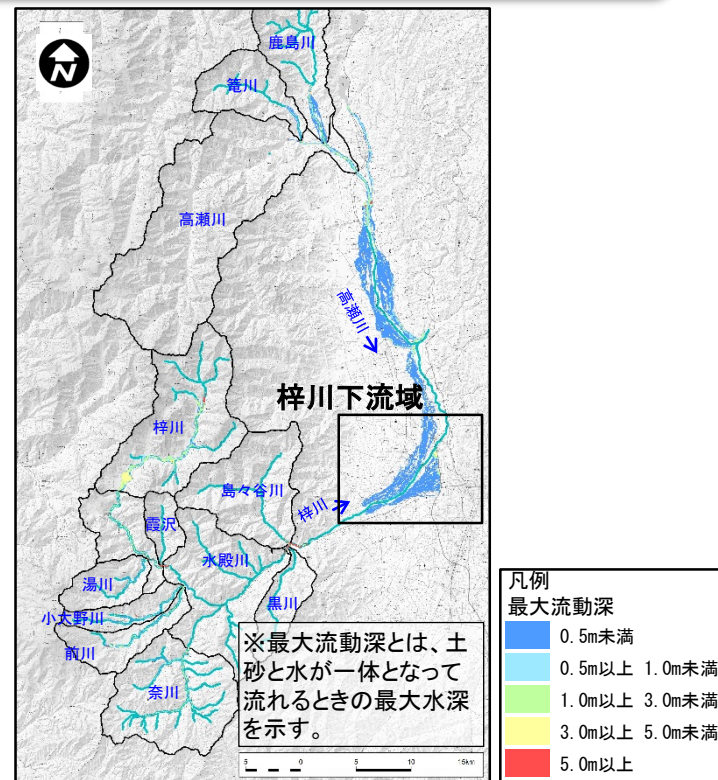 N
鹿島川
篭川
高瀬川
高瀬川
梓川下流域
梓川
島々谷川
梓川
霞沢
水殿川
湯川
黒川
小大野川
前川
奈川
※最大流動深とは、土
砂と水が一体となって
流れるときの最大水深
を示す。
5 0 5 10 15km
凡例
最大流動深
0.5m未満
0.5m以上 1.0m未満
1.0m以上 3.0m未満
3.0m以上 5.0m未満
5.0m以上